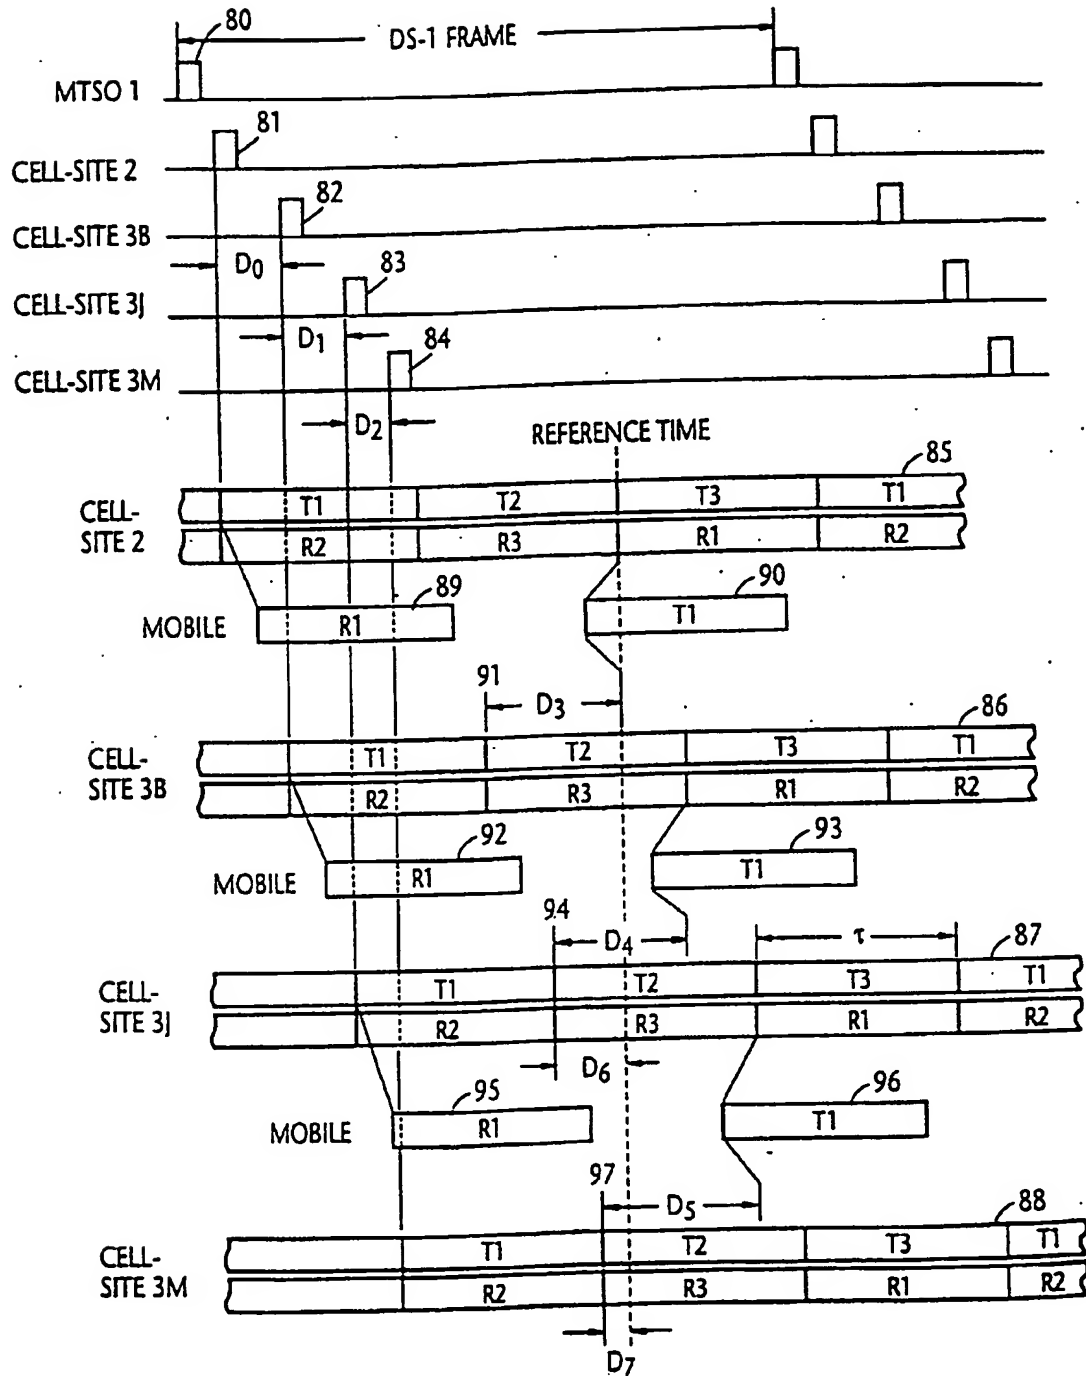 80
DS-1 FRAME
MTSO 1
81
CELL-SITE 2
82
CELL-SITE 3B
D0
83
CELL-SITE 3J
D1
84
CELL-SITE 3M
D2
REFERENCE TIME
85
CELL-
SITE 2
T1 T2 T3 T1
R2 R3 R1 R2
89 90
MOBILE R1 T1
91
D3
86
CELL-
SITE 3B
T1 T2 T3 T1
R2 R3 R1 R2
92 93
MOBILE R1 T1
94
D4
τ
87
CELL-
SITE 3J
T1 T2 T3 T1
R2 R3 R1 R2
D6
95 96
MOBILE R1 T1
97
D5
88
CELL-
SITE 3M
T1 T2 T3 T1
R2 R3 R1 R2
D7